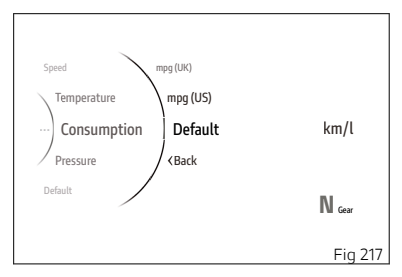 Speed
Temperature
... Consumption
Pressure
Default
mpg (UK)
mpg (US)
Default
‹Back
km/l
N Gear
Fig 217